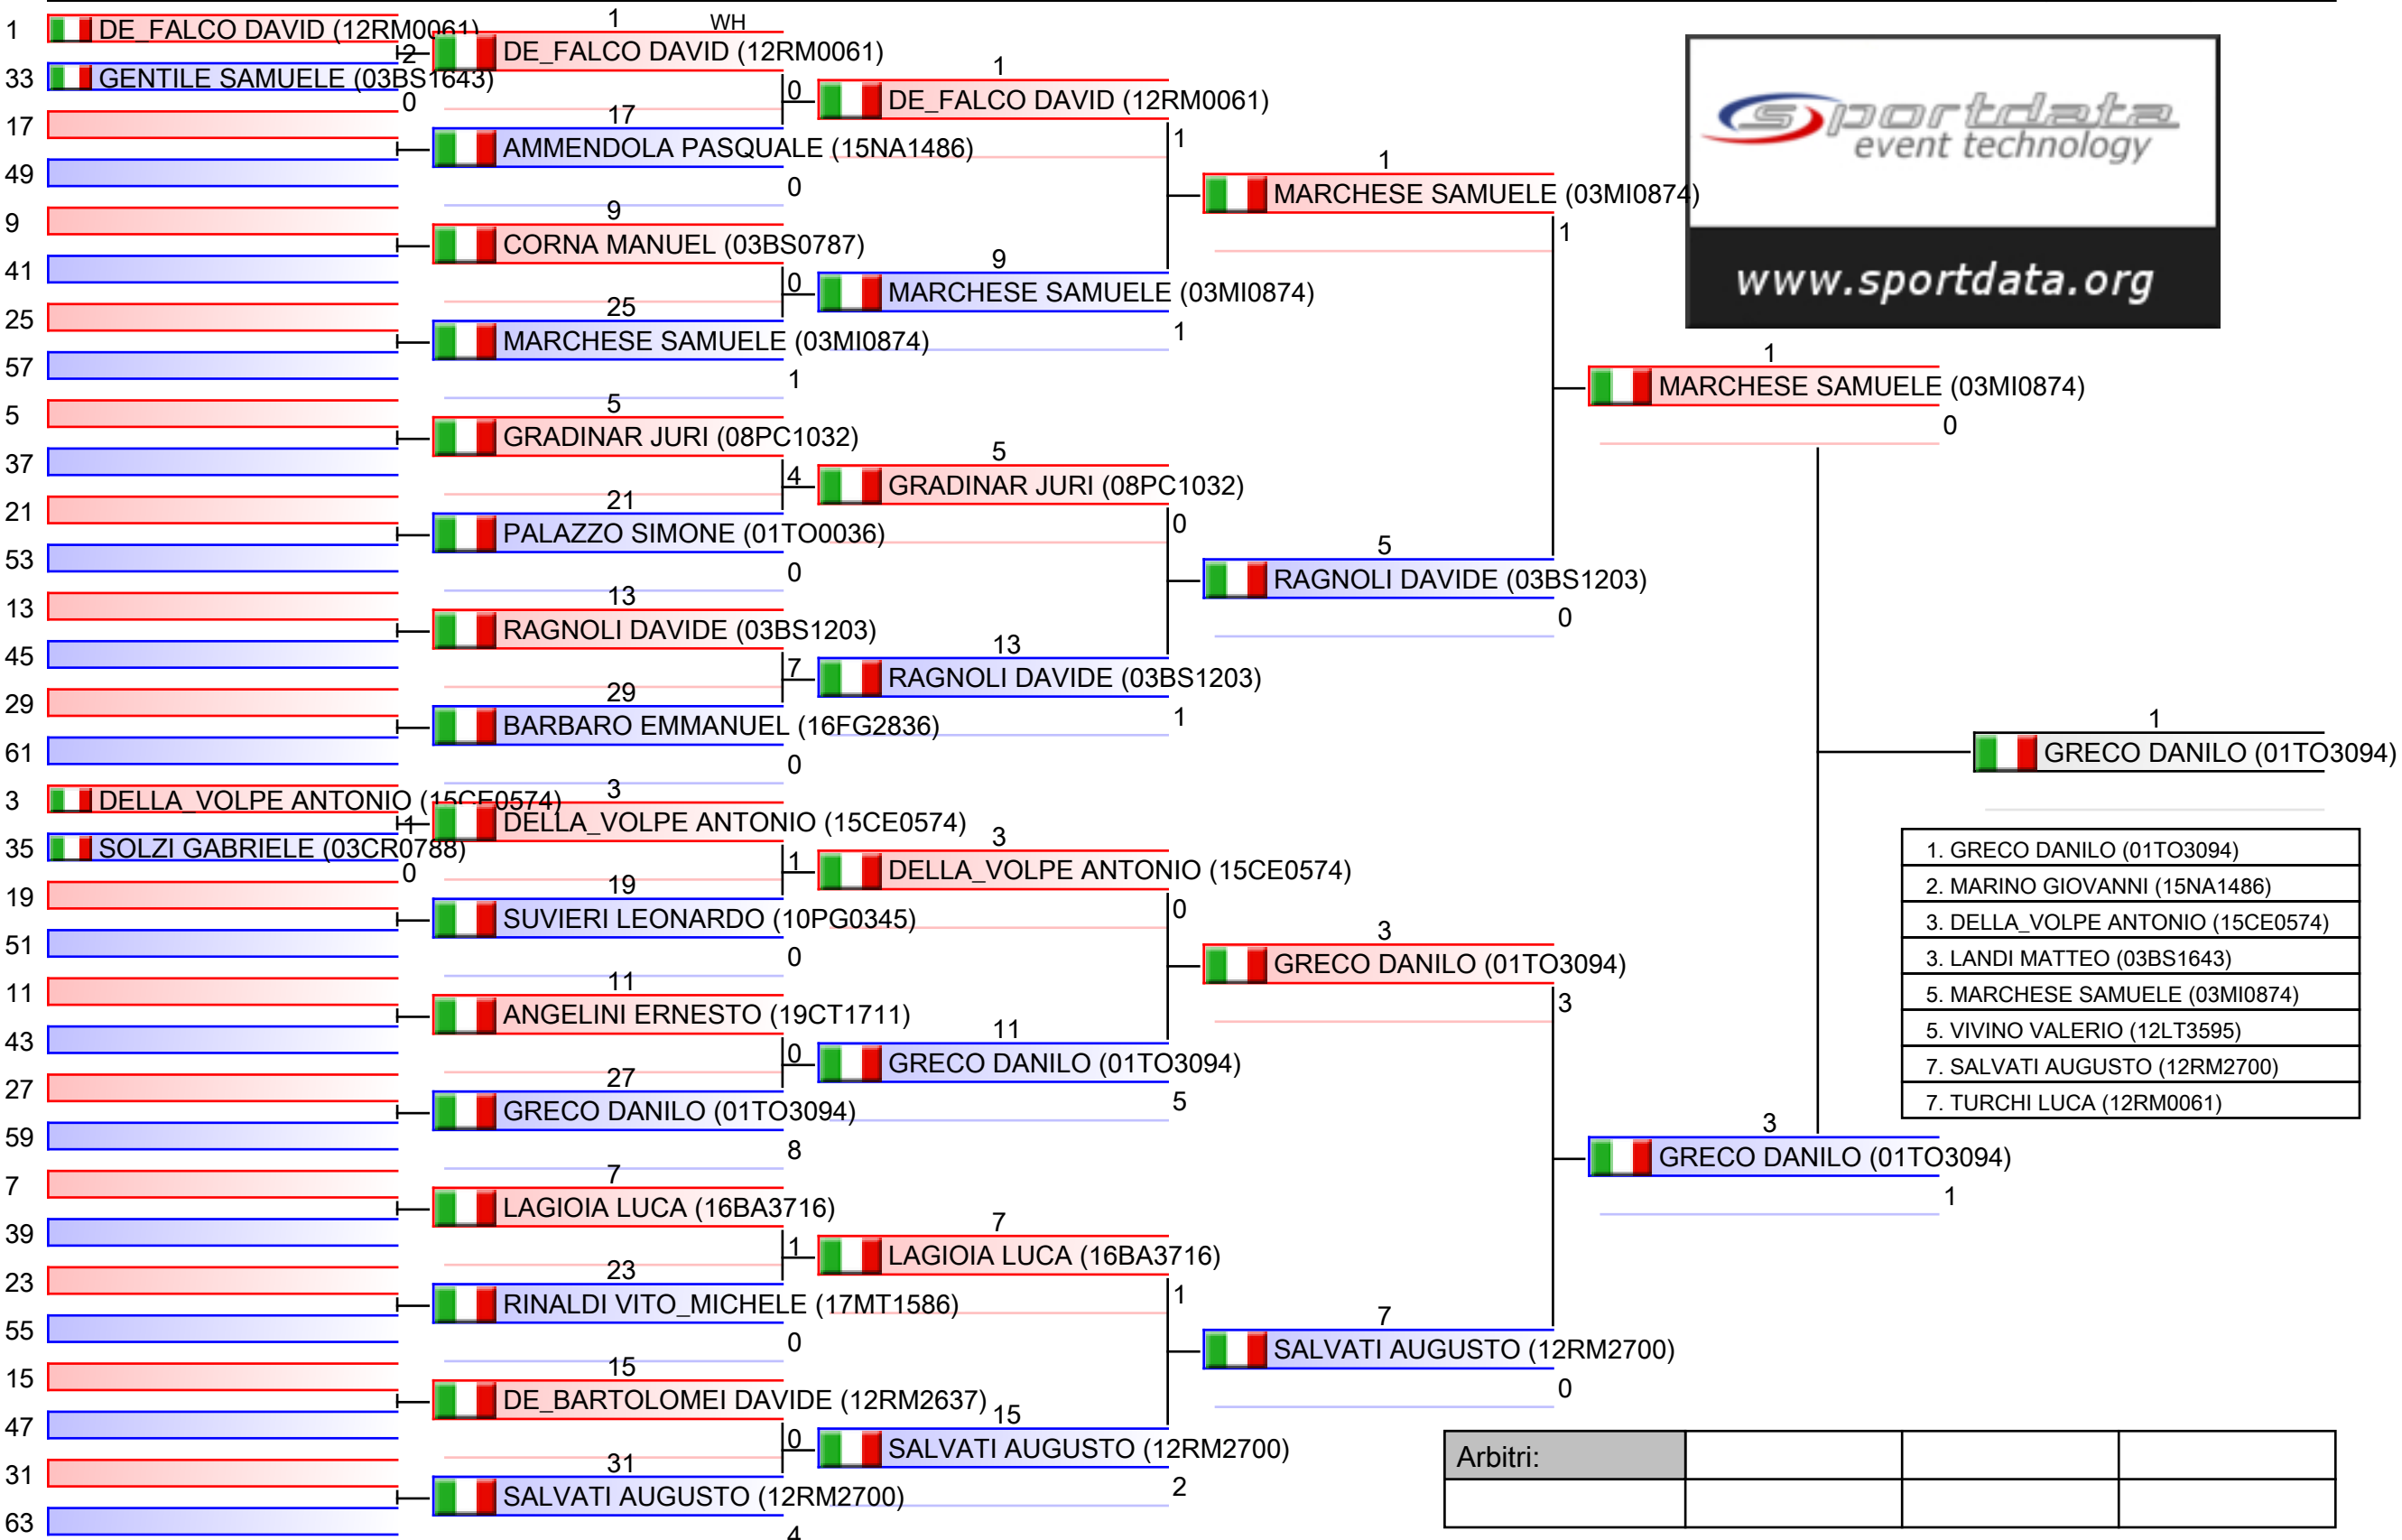 1 DE_FALCO DAVID (12RM0061)
2
33 GENTILE SAMUELE (03BS1643)
0
17
49
9
41
25
57
5
37
21
53
13
45
29
61
3 DELLA_VOLPE ANTONIO (15CE0574)
1
35 SOLZI GABRIELE (03CR0788)
0
19
51
11
43
27
59
7
39
23
55
15
47
31
63
1 WH
DE_FALCO DAVID (12RM0061)
0
17
AMMENDOLA PASQUALE (15NA1486)
0
9
CORNA MANUEL (03BS0787)
0
25
MARCHESE SAMUELE (03MI0874)
1
5
GRADINAR JURI (08PC1032)
4
21
PALAZZO SIMONE (01TO0036)
0
13
RAGNOLI DAVIDE (03BS1203)
7
29
BARBARO EMMANUEL (16FG2836)
0
3
DELLA_VOLPE ANTONIO (15CE0574)
1
19
SUVIERI LEONARDO (10PG0345)
0
11
ANGELINI ERNESTO (19CT1711)
0
27
GRECO DANILO (01TO3094)
8
7
LAGIOIA LUCA (16BA3716)
1
23
RINALDI VITO_MICHELE (17MT1586)
0
15
DE_BARTOLOMEI DAVIDE (12RM2637)
0
31
SALVATI AUGUSTO (12RM2700)
4
1
DE_FALCO DAVID (12RM0061)
1
9
MARCHESE SAMUELE (03MI0874)
1
5
GRADINAR JURI (08PC1032)
0
13
RAGNOLI DAVIDE (03BS1203)
1
3
DELLA_VOLPE ANTONIO (15CE0574)
0
11
GRECO DANILO (01TO3094)
5
7
LAGIOIA LUCA (16BA3716)
1
15
SALVATI AUGUSTO (12RM2700)
2
1
MARCHESE SAMUELE (03MI0874)
1
5
RAGNOLI DAVIDE (03BS1203)
0
3
GRECO DANILO (01TO3094)
3
7
SALVATI AUGUSTO (12RM2700)
0
1
MARCHESE SAMUELE (03MI0874)
0
3
GRECO DANILO (01TO3094)
1
1
GRECO DANILO (01TO3094)
sportdata
event technology
www.sportdata.org
1. GRECO DANILO (01TO3094)
2. MARINO GIOVANNI (15NA1486)
3. DELLA_VOLPE ANTONIO (15CE0574)
3. LANDI MATTEO (03BS1643)
5. MARCHESE SAMUELE (03MI0874)
5. VIVINO VALERIO (12LT3595)
7. SALVATI AUGUSTO (12RM2700)
7. TURCHI LUCA (12RM0061)
Arbitri: